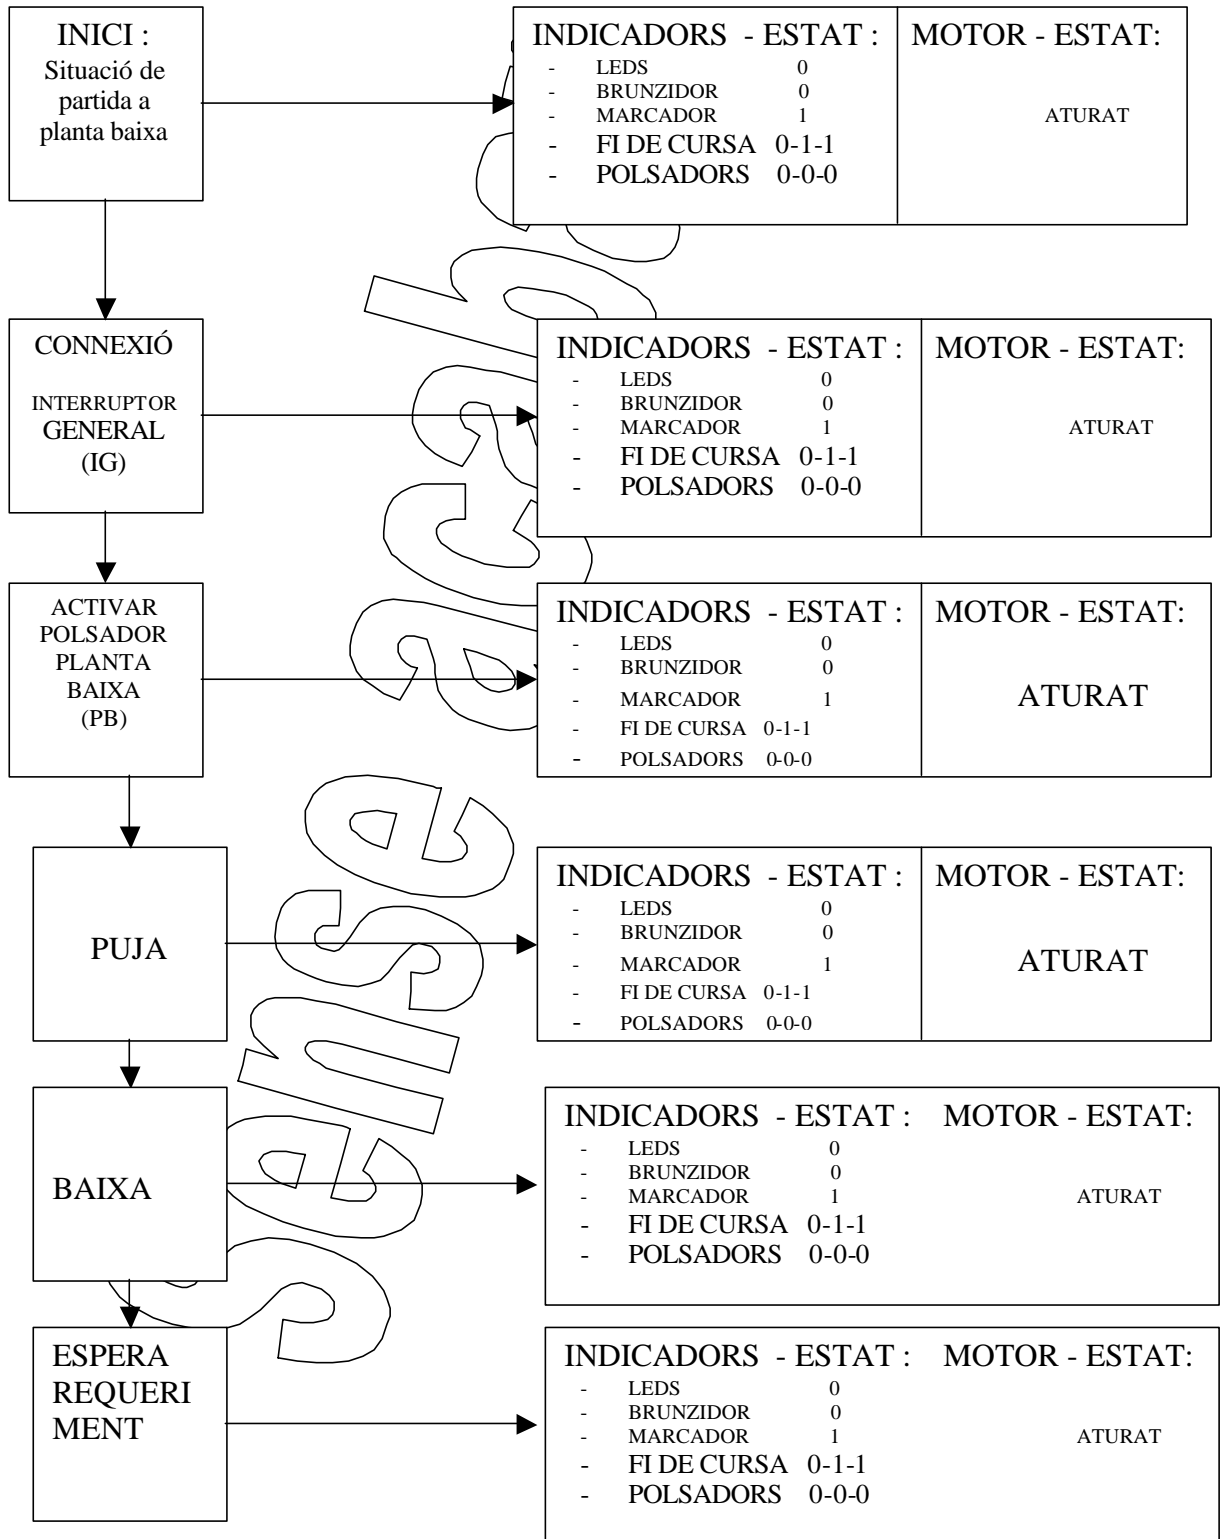 INICI :
Situació de
partida a
planta baixa
INDICADORS - ESTAT :
- LEDS 0
- BRUNZIDOR 0
- MARCADOR 1
- FI DE CURSA 0-1-1
- POLSADORS 0-0-0
MOTOR - ESTAT:
ATURAT
CONNEXIÓ
INTERRUPTOR
GENERAL
(IG)
INDICADORS - ESTAT :
- LEDS 0
- BRUNZIDOR 0
- MARCADOR 1
- FI DE CURSA 0-1-1
- POLSADORS 0-0-0
MOTOR - ESTAT:
ATURAT
ACTIVAR
POLSADOR
PLANTA
BAIXA
(PB)
INDICADORS - ESTAT :
- LEDS 0
- BRUNZIDOR 0
- MARCADOR 1
- FI DE CURSA 0-1-1
- POLSADORS 0-0-0
MOTOR - ESTAT:
ATURAT
PUJA
INDICADORS - ESTAT :
- LEDS 0
- BRUNZIDOR 0
- MARCADOR 1
- FI DE CURSA 0-1-1
- POLSADORS 0-0-0
MOTOR - ESTAT:
ATURAT
BAIXA
INDICADORS - ESTAT :
- LEDS 0
- BRUNZIDOR 0
- MARCADOR 1
- FI DE CURSA 0-1-1
- POLSADORS 0-0-0
MOTOR - ESTAT:
ATURAT
ESPERA
REQUERI
MENT
INDICADORS - ESTAT :
- LEDS 0
- BRUNZIDOR 0
- MARCADOR 1
- FI DE CURSA 0-1-1
- POLSADORS 0-0-0
MOTOR - ESTAT:
ATURAT
sense